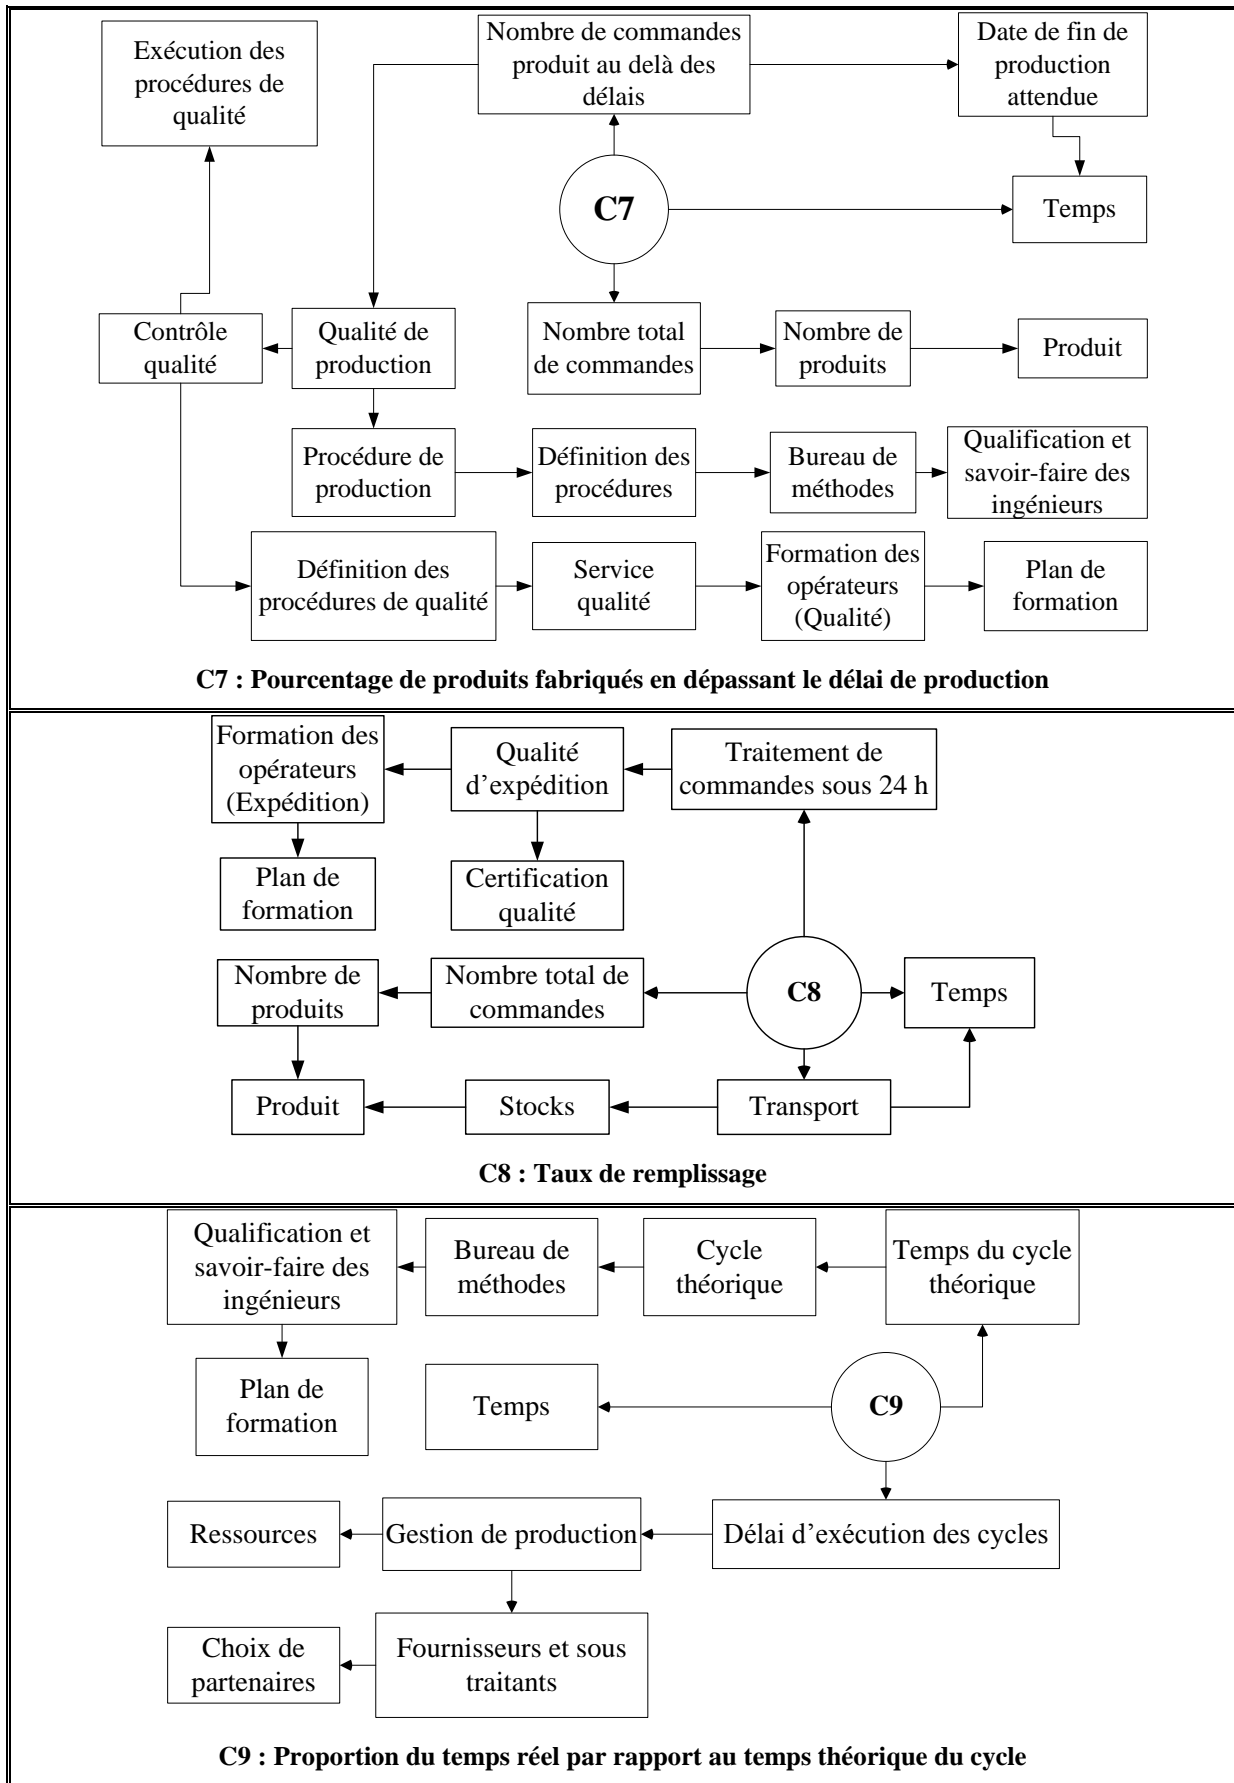 Exécution des
procédures de
qualité
Nombre de commandes
produit au delà des
délais
Date de fin de
production
attendue
C7
Temps
Contrôle
qualité
Qualité de
production
Nombre total
de commandes
Nombre de
produits
Produit
Procédure de
production
Définition des
procédures
Bureau de
méthodes
Qualification et
savoir-faire des
ingénieurs
Définition des
procédures de qualité
Service
qualité
Formation des
opérateurs
(Qualité)
Plan de
formation
C7 : Pourcentage de produits fabriqués en dépassant le délai de production
Formation des
opérateurs
(Expédition)
Qualité
d’expédition
Traitement de
commandes sous 24 h
Plan de
formation
Certification
qualité
Nombre de
produits
Nombre total de
commandes
C8
Temps
Produit
Stocks
Transport
C8 : Taux de remplissage
Qualification et
savoir-faire des
ingénieurs
Bureau de
méthodes
Cycle
théorique
Temps du cycle
théorique
Plan de
formation
Temps
C9
Ressources
Gestion de production
Délai d’exécution des cycles
Choix de
partenaires
Fournisseurs et sous
traitants
C9 : Proportion du temps réel par rapport au temps théorique du cycle